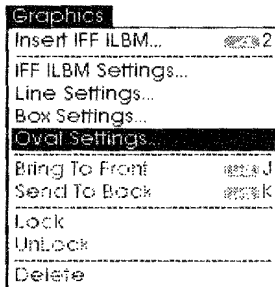 Graphics
Insert IFF ILBM... 2
IFF ILBM Settings...
Line Settings...
Box Settings...
Oval Settings...
Bring To Front J
Send To Back K
Lock
UnLock
Delete